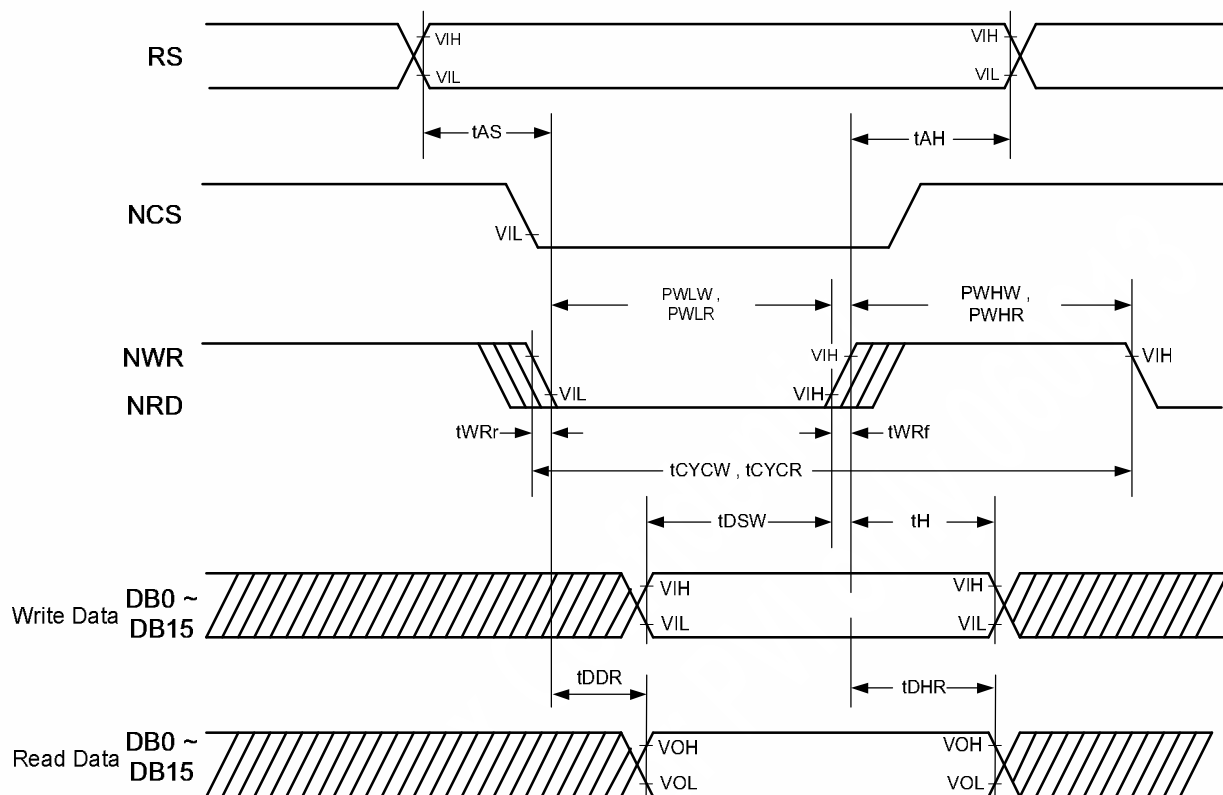 RS
VIH
VIH
VIL
VIL
tAS
tAH
NCS
VIL
PWLW ,
PWLR
PWHW ,
PWHR
NWR
VIH
VIH
NRD
VIL
VIH
tWRr
tWRf
tCYCW , tCYCR
tDSW
tH
Write Data
DB0 ~
DB15
VIH
VIH
VIL
VIL
tDDR
tDHR
Read Data
DB0 ~
DB15
VOH
VOH
VOL
VOL